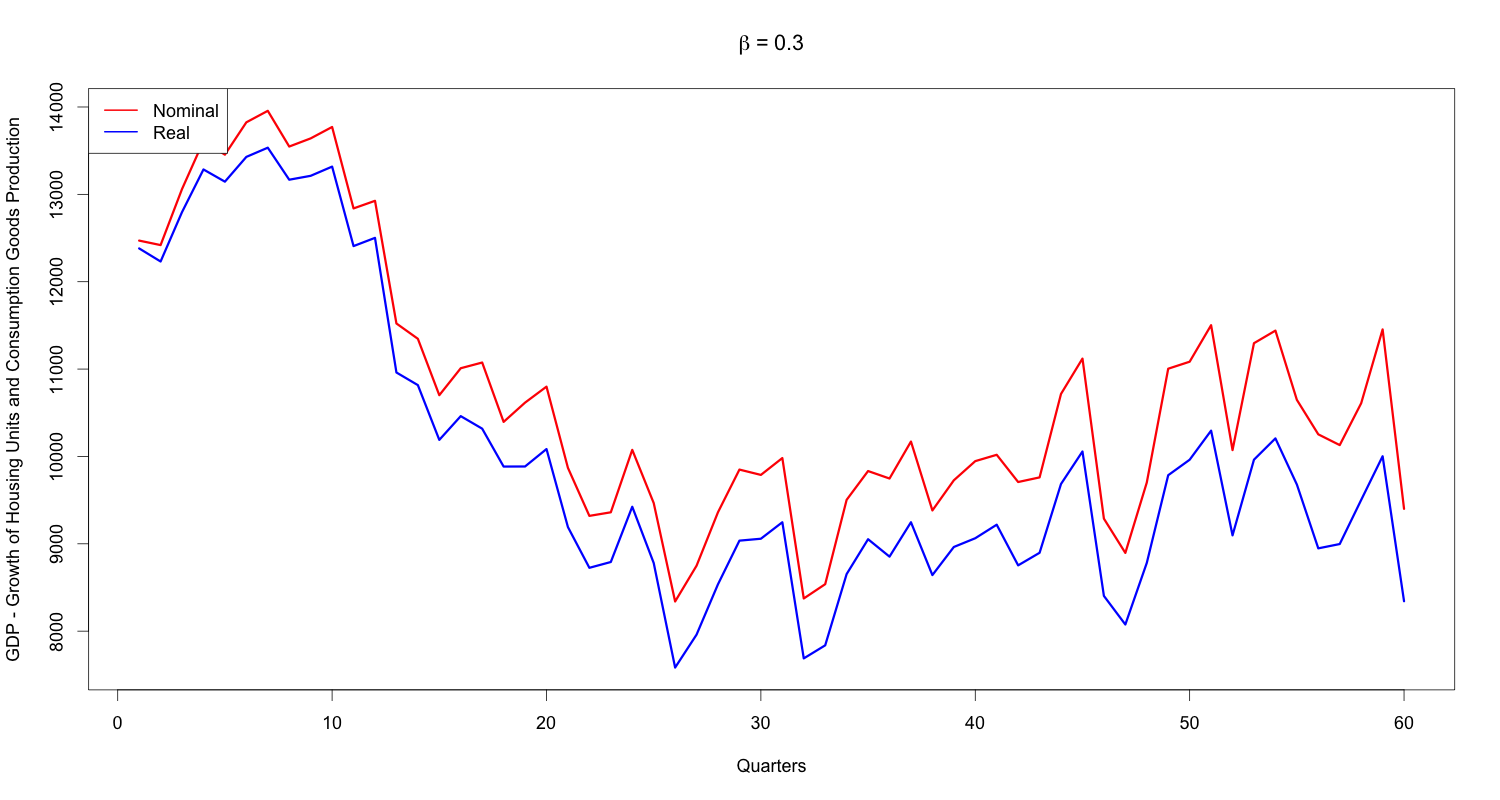 β = 0.3
GDP - Growth of Housing Units and Consumption Goods Production
14000
13000
12000
11000
10000
9000
8000
Nominal
Real
0 10 20 30 40 50 60
Quarters